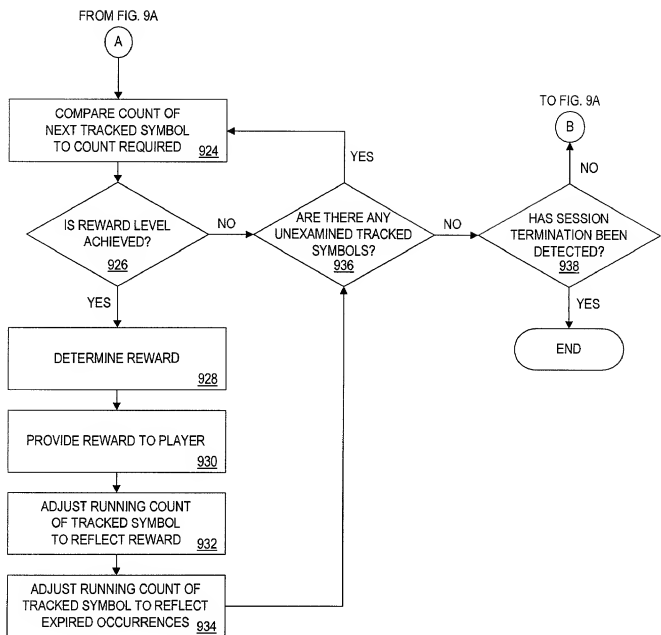 FROM FIG. 9A
A
COMPARE COUNT OF
NEXT TRACKED SYMBOL
TO COUNT REQUIRED
924
IS REWARD LEVEL
ACHIEVED?
926
NO
YES
DETERMINE REWARD
928
PROVIDE REWARD TO PLAYER
930
ADJUST RUNNING COUNT
OF TRACKED SYMBOL
TO REFLECT REWARD
932
ADJUST RUNNING COUNT OF
TRACKED SYMBOL TO REFLECT
EXPIRED OCCURRENCES
934
YES
ARE THERE ANY
UNEXAMINED TRACKED
SYMBOLS?
936
NO
TO FIG. 9A
B
NO
HAS SESSION
TERMINATION BEEN
DETECTED?
938
YES
END